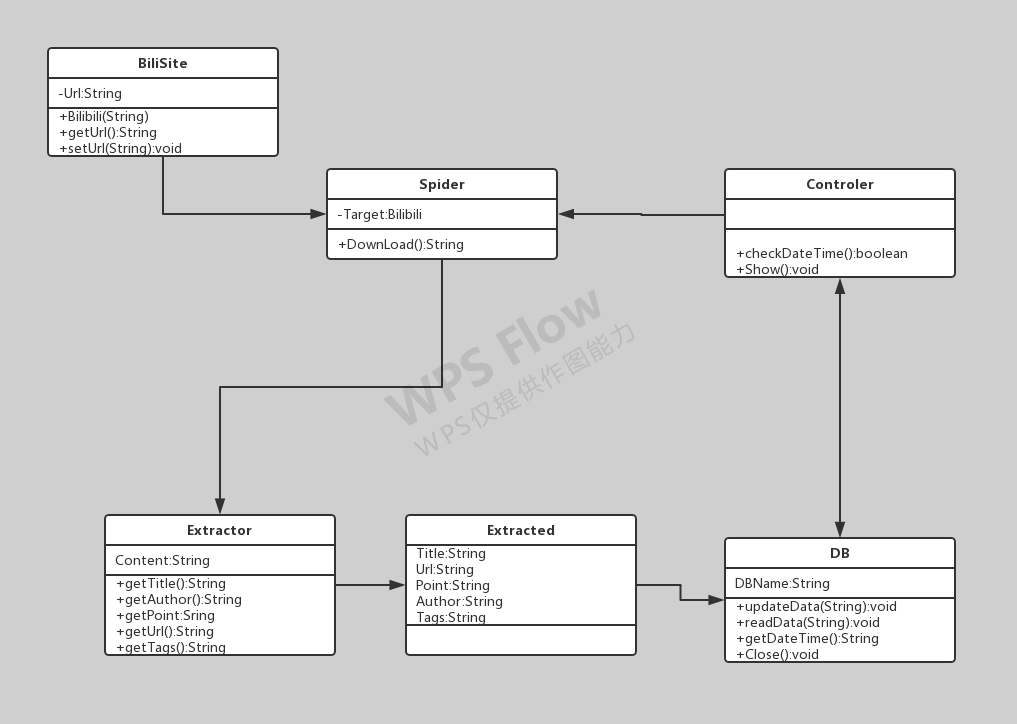 BiliSite
-Url:String
+Bilibili(String)
+getUrl():String
+setUrl(String):void
Spider
-Target:Bilibili
+DownLoad():String
Controler
+checkDateTime():boolean
+Show():void
WPS Flow
WPS仅提供作图能力
Extractor
Content:String
+getTitle():String
+getAuthor():String
+getPoint:Sring
+getUrl():String
+getTags():String
Extracted
Title:String
Url:String
Point:String
Author:String
Tags:String
DB
DBName:String
+updateData(String):void
+readData(String):void
+getDateTime():String
+Close():void